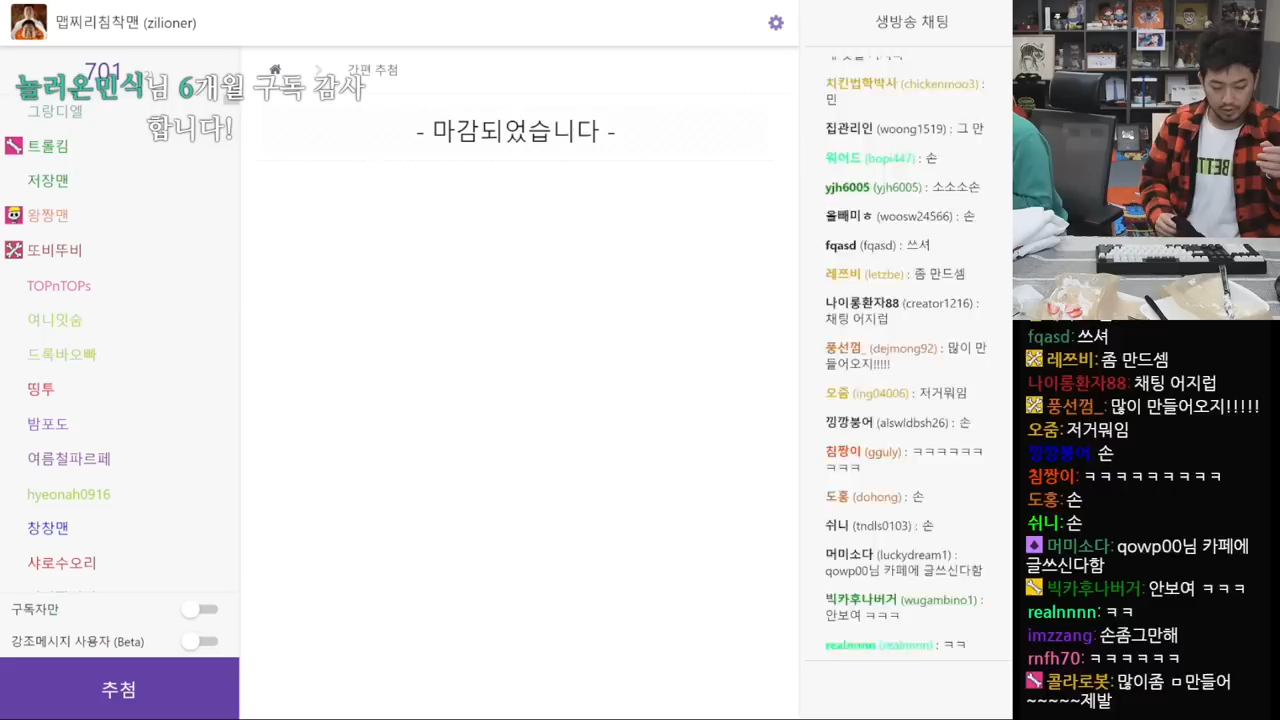 맵찌리침착맨 (zilioner)
701
놀러온민식님 6개월 구독 감사
합니다!
그랑디엘
트롤킴
저장맨
왕짱맨
또비뚜비
TOPnTOPs
여니잇숨
드록바오빠
띵투
밤포도
여름철파르페
hyeonah0916
창창맨
샤로수오리
구독자만
강조메시지 사용자 (Beta)
추첨
간편 추첨
- 마감되었습니다 -
생방송 채팅
치킨법학박사 (chickenmoo3) :
민
집관리인 (woong1519) : 그 만
워어드 (bopi447) : 손
yjh6005 (yjh6005) : 소소소손
올빼미ㅎ (woosw24566) : 손
fqasd (fqasd) : 쓰셔
레쯔비 (letzbe) : 좀 만드셈
나이롱환자88 (creator1216) :
채팅 어지럽
풍선껌_ (dejmong92) : 많이 만
들어오지!!!!!
오줌 (ing04006) : 저거뭐임
낑깡붕어 (alswldbsh26) : 손
침짱이 (gguly) : ㅋㅋㅋㅋㅋㅋ
ㅋㅋㅋ
도홍 (dohong) : 손
쉬니 (tndls0103) : 손
머미소다 (luckydream1) :
qowp00님 카페에 글쓰신다함
빅카후나버거 (wugambino1) :
안보여 ㅋㅋㅋ
realnnnn (realnnnn) : ㅋㅋ
BETT
fqasd: 쓰셔
레쯔비: 좀 만드셈
나이롱환자88: 채팅 어지럽
풍선껌_: 많이 만들어오지!!!!!
오줌: 저거뭐임
낑깡붕어: 손
침짱이: ㅋㅋㅋㅋㅋㅋㅋㅋㅋ
도홍: 손
쉬니: 손
머미소다: qowp00님 카페에
글쓰신다함
빅카후나버거: 안보여 ㅋㅋㅋ
realnnnn: ㅋㅋ
imzzang: 손좀그만해
rnfh70: ㅋㅋㅋㅋㅋㅋ
콜라로봇: 많이좀 ㅁ만들어
~~~~~제발